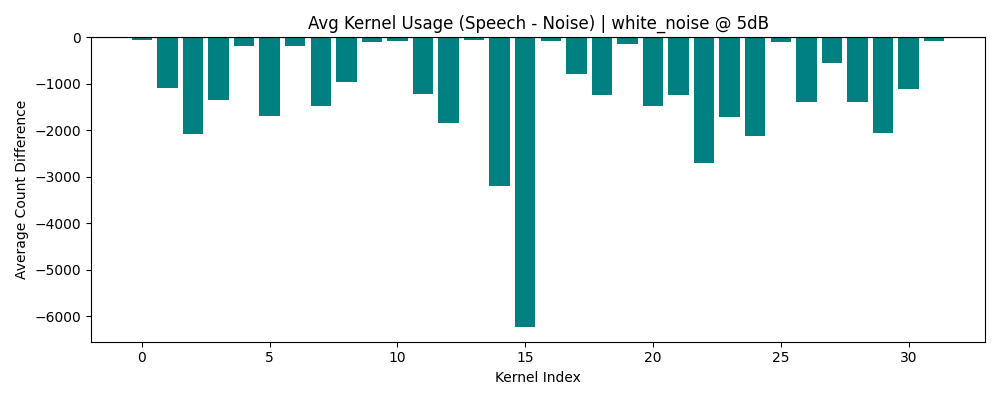 Avg Kernel Usage (Speech - Noise) | white_noise @ 5dB
Average Count Difference
0
−1000
−2000
−3000
−4000
−5000
−6000
0 5 10 15 20 25 30
Kernel Index